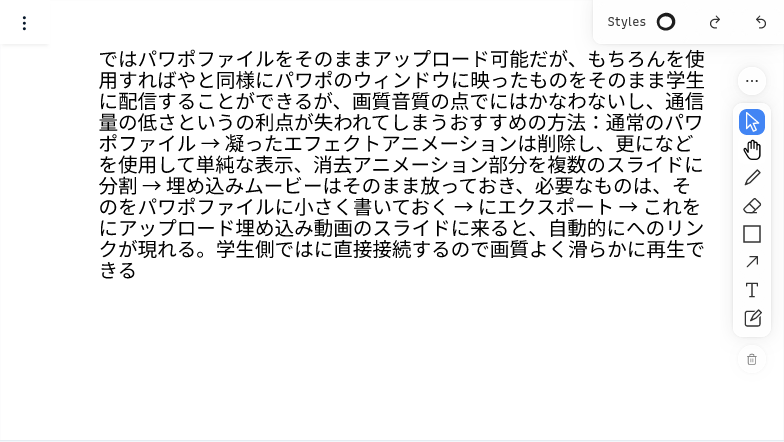 Styles
ではパワポファイルをそのままアップロード可能だが、もちろんを使
用すればやと同様にパワポのウィンドウに映ったものをそのまま学生
に配信することができるが、画質音質の点でにはかなわないし、通信
量の低さというの利点が失われてしまうおすすめの方法：通常のパワ
ポファイル → 凝ったエフェクトアニメーションは削除し、更になど
を使用して単純な表示、消去アニメーション部分を複数のスライドに
分割 → 埋め込みムービーはそのまま放っておき、必要なものは、そ
のをパワポファイルに小さく書いておく → にエクスポート → これを
にアップロード埋め込み動画のスライドに来ると、自動的にへのリン
クが現れる。学生側ではに直接接続するので画質よく滑らかに再生で
きる